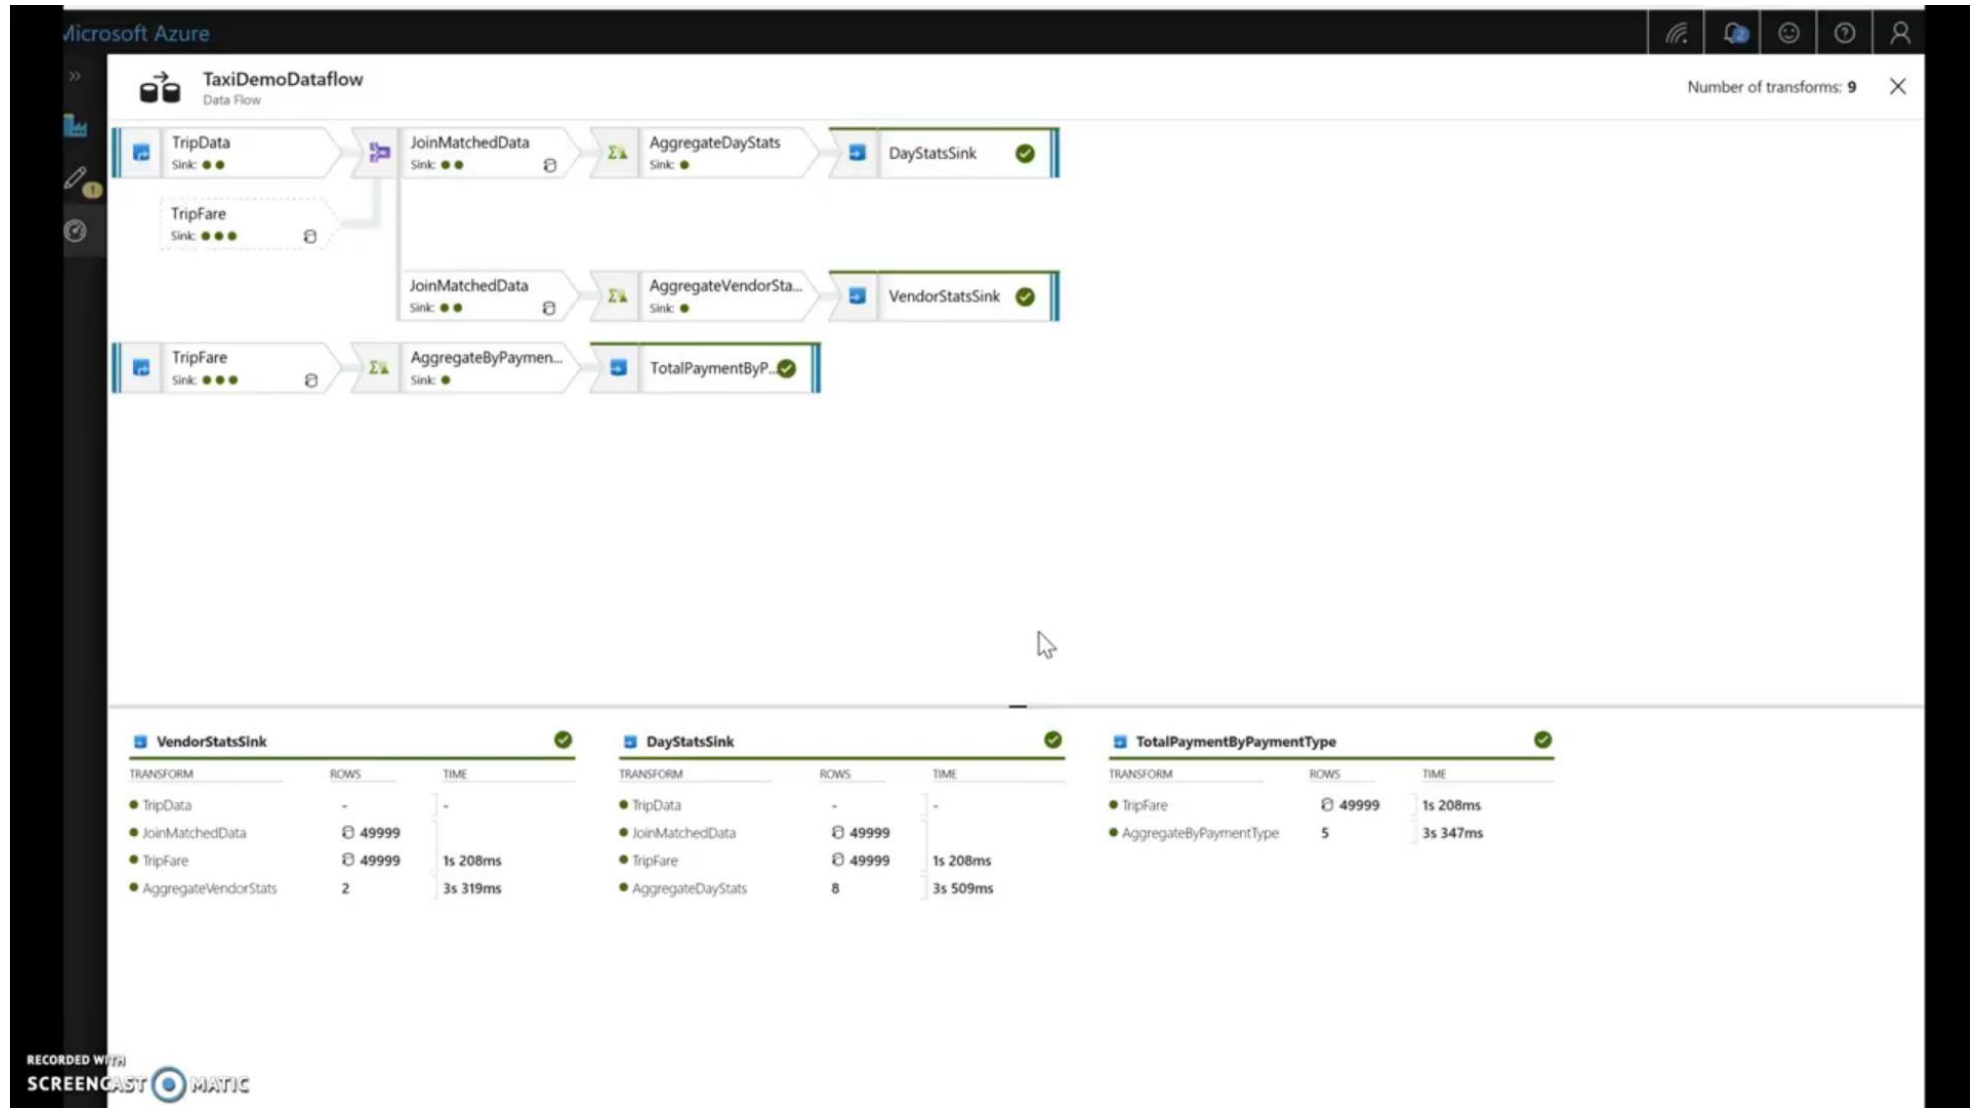 Microsoft Azure
2
TaxiDemoDataflow
Data Flow
Number of transforms: 9
TripData
Sink:
JoinMatchedData
Sink:
AggregateDayStats
Sink:
DayStatsSink
1
TripFare
Sink:
JoinMatchedData
Sink:
AggregateVendorSta...
Sink:
VendorStatsSink
TripFare
Sink:
AggregateByPaymen...
Sink:
TotalPaymentByP...
VendorStatsSink
TRANSFORM ROWS TIME
TripData - -
JoinMatchedData 49999
TripFare 49999 1s 208ms
AggregateVendorStats 2 3s 319ms
DayStatsSink
TRANSFORM ROWS TIME
TripData - -
JoinMatchedData 49999
TripFare 49999 1s 208ms
AggregateDayStats 8 3s 509ms
TotalPaymentByPaymentType
TRANSFORM ROWS TIME
TripFare 49999 1s 208ms
AggregateByPaymentType 5 3s 347ms
RECORDED WITH
SCREENCAST MATIC